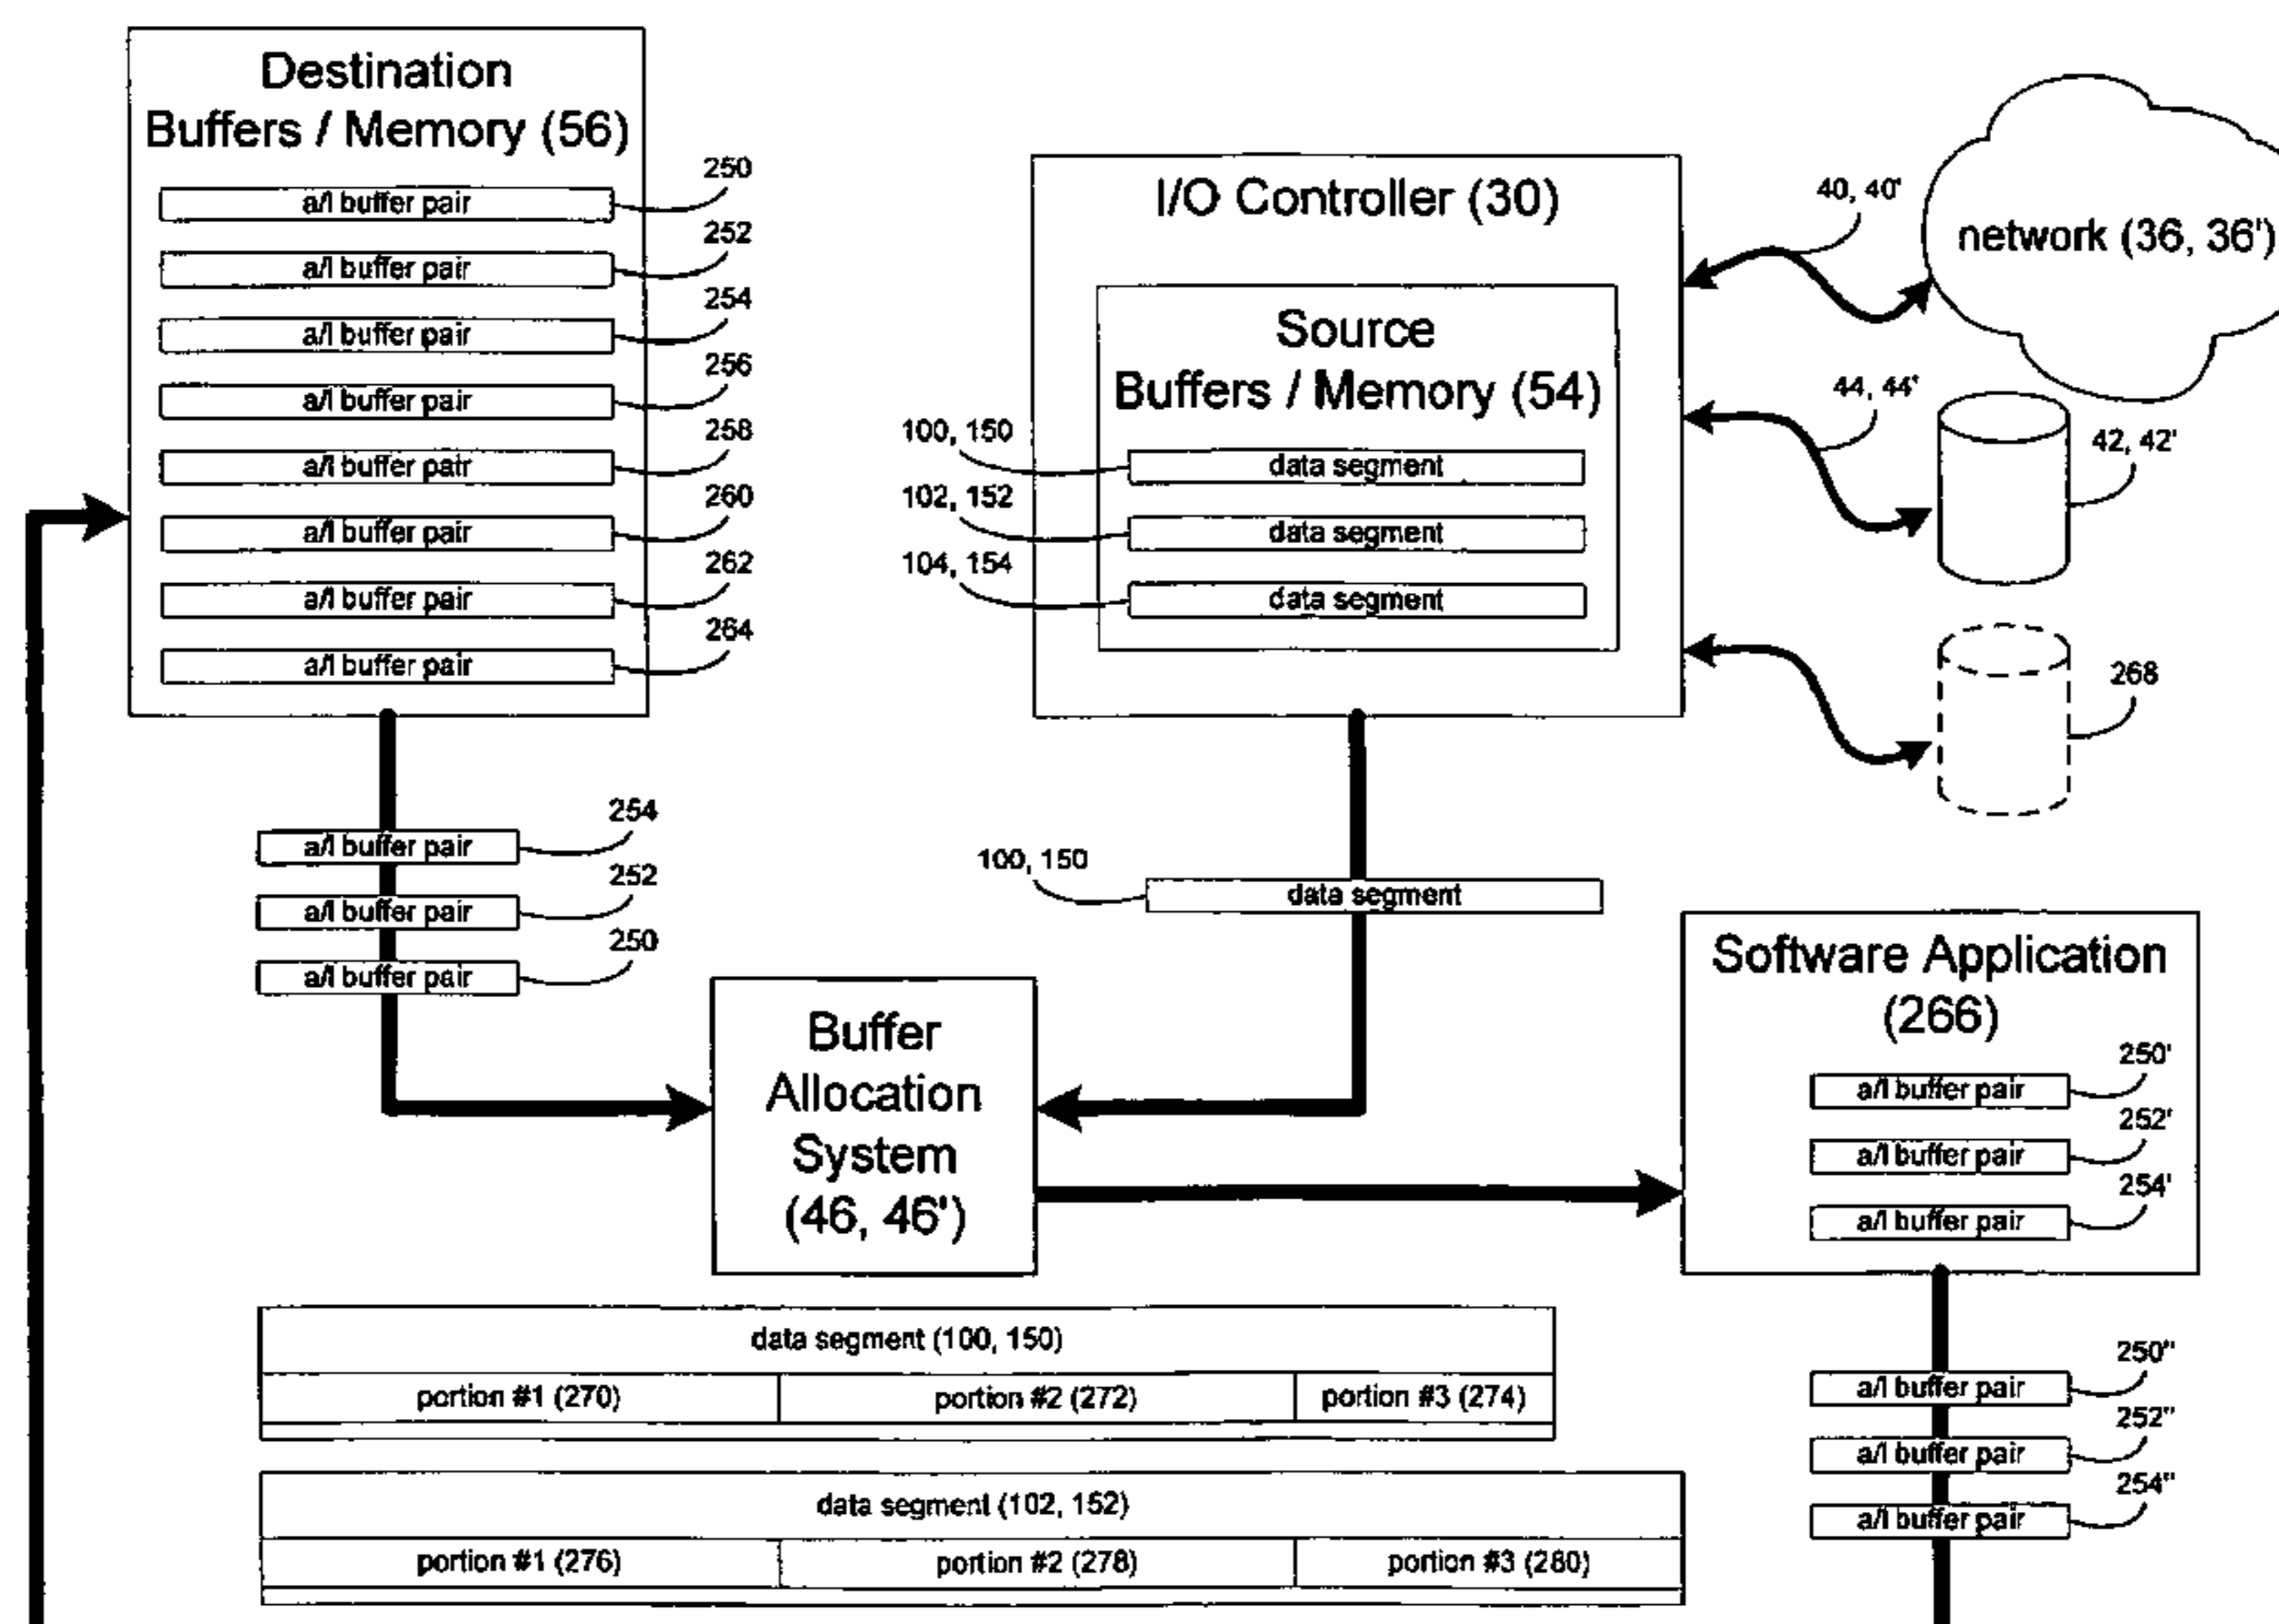 Destination
Buffers / Memory (56)
a/l buffer pair
250
a/l buffer pair
252
a/l buffer pair
254
a/l buffer pair
256
a/l buffer pair
258
a/l buffer pair
260
a/l buffer pair
262
a/l buffer pair
264
I/O Controller (30)
Source
Buffers / Memory (54)
100, 150
data segment
102, 152
data segment
104, 154
data segment
40, 40'
network (36, 36')
44, 44'
42, 42'
268
a/l buffer pair
254
a/l buffer pair
252
a/l buffer pair
250
100, 150
data segment
Buffer
Allocation
System
(46, 46')
Software Application
(266)
250'
a/l buffer pair
252'
a/l buffer pair
254'
a/l buffer pair
250"
a/l buffer pair
252"
a/l buffer pair
254"
a/l buffer pair
data segment (100, 150)
portion #1 (270) portion #2 (272) portion #3 (274)
data segment (102, 152)
portion #1 (276) portion #2 (278) portion #3 (280)